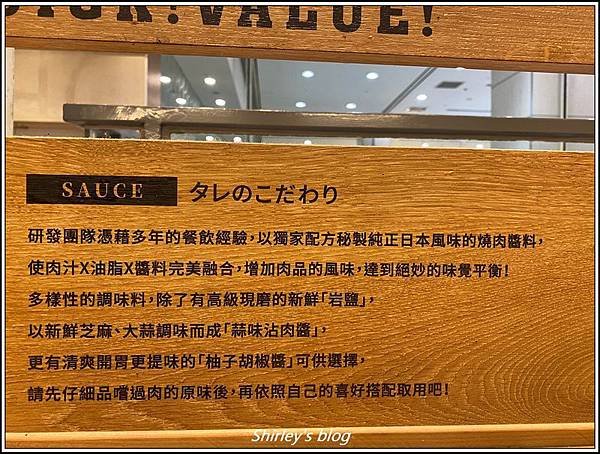 VALUE!
SAUCE タレのこだわり
研發團隊憑藉多年的餐飲經驗，以獨家配方秘製純正日本風味的燒肉醬料，
使肉汁X油脂X醬料完美融合，增加肉品的風味，達到絕妙的味覺平衡！
多樣性的調味料，除了有高級現磨的新鮮「岩鹽」，
以新鮮芝麻、大蒜調味而成「蒜味沾肉醬」，
更有清爽開胃更提味的「柚子胡椒醬」可供選擇，
請先仔細品嚐過肉的原味後，再依照自己的喜好搭配取用吧！
Shirley's blog